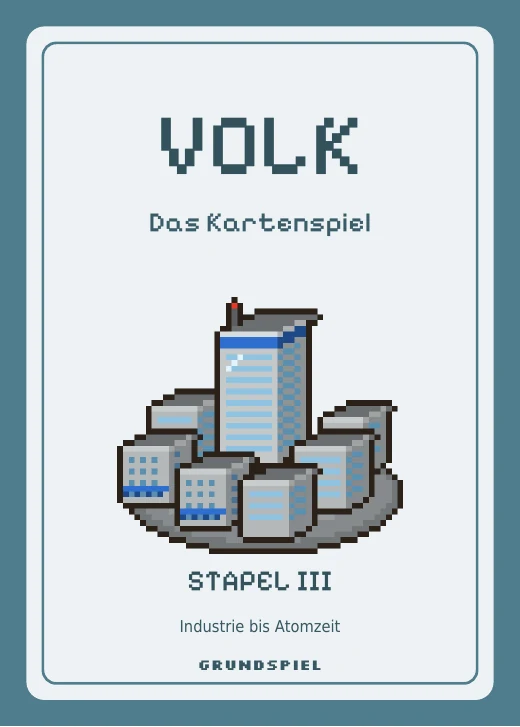 VOLK
Das Kartenspiel
STAPEL III
Industrie bis Atomzeit
GRUNDSPIEL